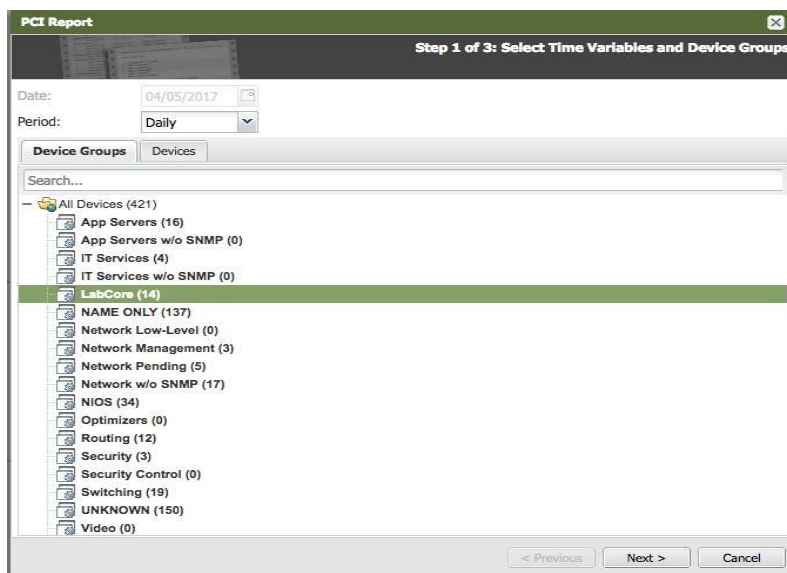 PCI Report
Step 1 of 3: Select Time Variables and Device Groups
Date: 04/05/2017
Period: Daily
Device Groups Devices
Search...
All Devices (421)
App Servers (16)
App Servers w/o SNMP (0)
IT Services (4)
IT Services w/o SNMP (0)
LabCore (14)
NAME ONLY (137)
Network Low-Level (0)
Network Management (3)
Network Pending (5)
Network w/o SNMP (17)
NIOS (34)
Optimizers (0)
Routing (12)
Security (3)
Security Control (0)
Switching (19)
UNKNOWN (150)
Video (0)
< Previous Next > Cancel